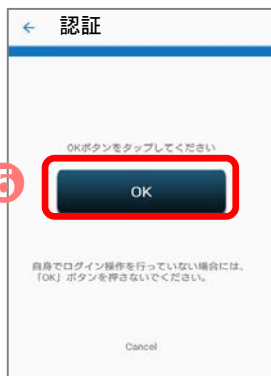 ← 認証
OKボタンをタップしてください
OK
自身でログイン操作を行っていない場合には、
「OK」ボタンを押さないでください。
Cancel